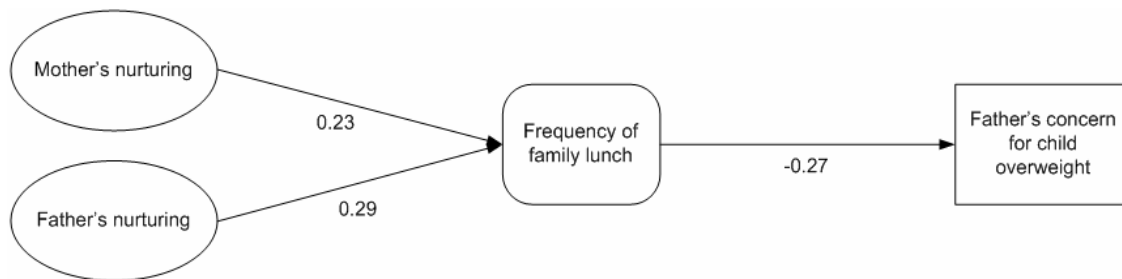 Mother's nurturing
0.23
Frequency of
family lunch
Father's concern
for child
overweight
-0.27
Father's nurturing
0.29